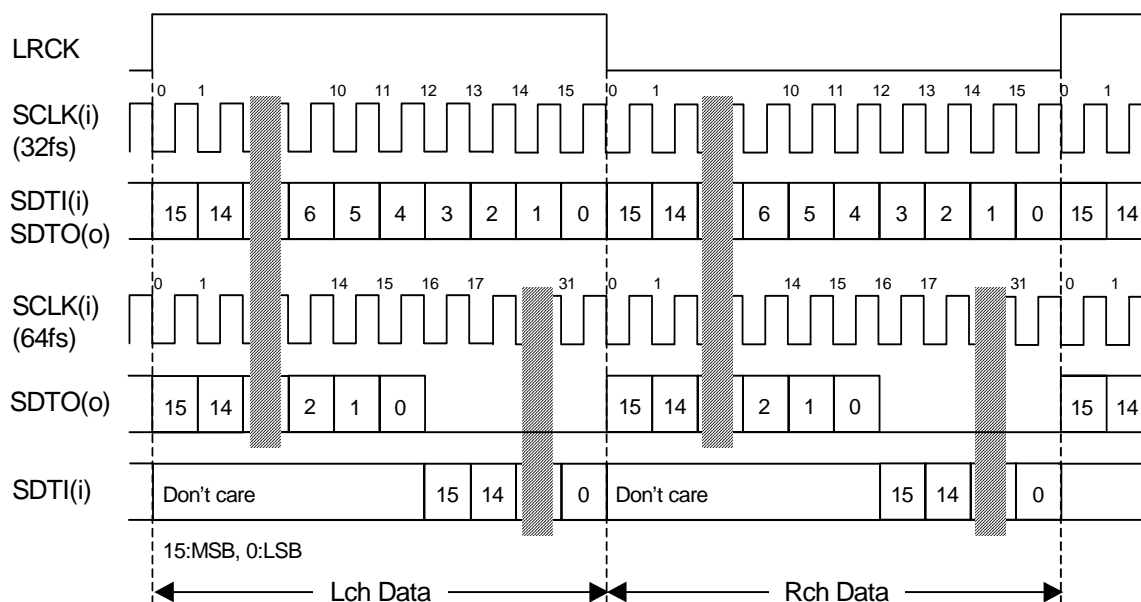 LRCK
0 1 10 11 12 13 14 15 0 1 10 11 12 13 14 15 0 1
SCLK(i)
(32fs)
SDTI(i)
SDTO(o)
15 14 6 5 4 3 2 1 0 15 14 6 5 4 3 2 1 0 15 14
0 1 14 15 16 17 31 0 1 14 15 16 17 31 0 1
SCLK(i)
(64fs)
SDTO(o) 15 14 2 1 0 15 14 2 1 0 15 14
SDTI(i) Don't care 15 14 0 Don't care 15 14 0
15:MSB, 0:LSB
Lch Data Rch Data